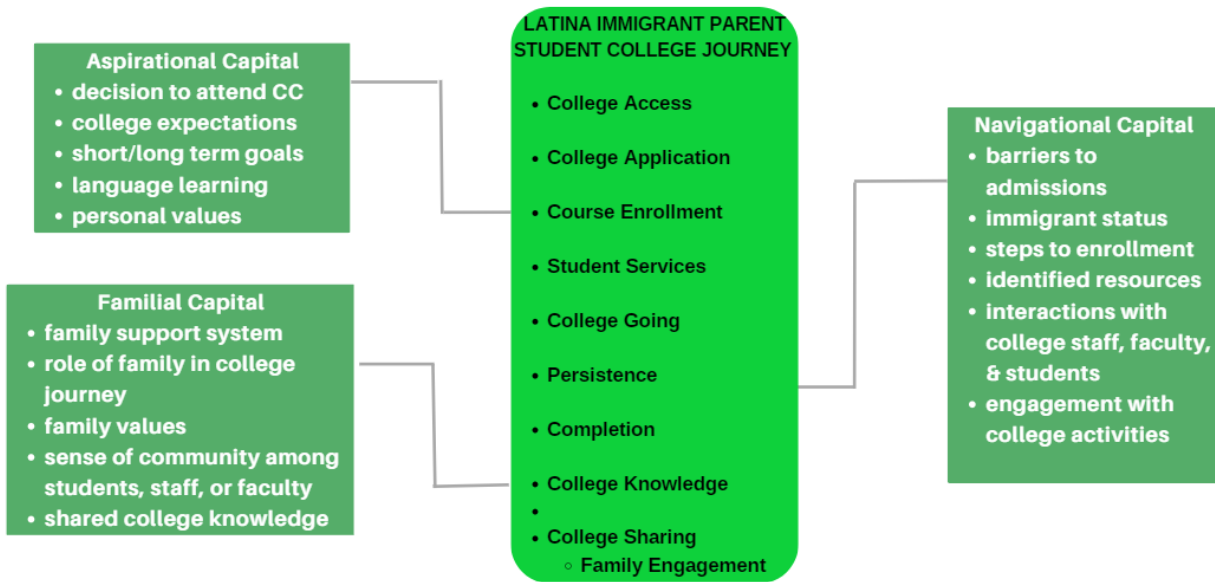 Aspirational Capital
• decision to attend CC
• college expectations
• short/long term goals
• language learning
• personal values
Familial Capital
• family support system
• role of family in college
journey
• family values
• sense of community among
students, staff, or faculty
• shared college knowledge
LATINA IMMIGRANT PARENT
STUDENT COLLEGE JOURNEY
• College Access
• College Application
• Course Enrollment
• Student Services
• College Going
• Persistence
• Completion
• College Knowledge
•
• College Sharing
○ Family Engagement
Navigational Capital
• barriers to
admissions
• immigrant status
• steps to enrollment
• identified resources
• interactions with
college staff, faculty,
& students
• engagement with
college activities